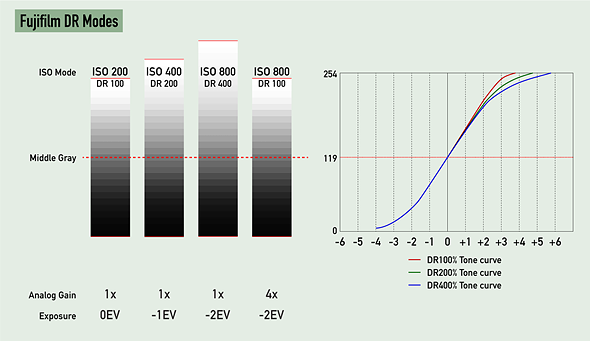 Fujifilm DR Modes
ISO Mode
ISO 200
DR 100
ISO 400
DR 200
ISO 800
DR 400
ISO 800
DR 100
Middle Gray
Analog Gain 1x 1x 1x 4x
Exposure 0EV -1EV -2EV -2EV
254
119
0
-6 -5 -4 -3 -2 -1 0 +1 +2 +3 +4 +5 +6
DR100% Tone curve
DR200% Tone curve
DR400% Tone curve